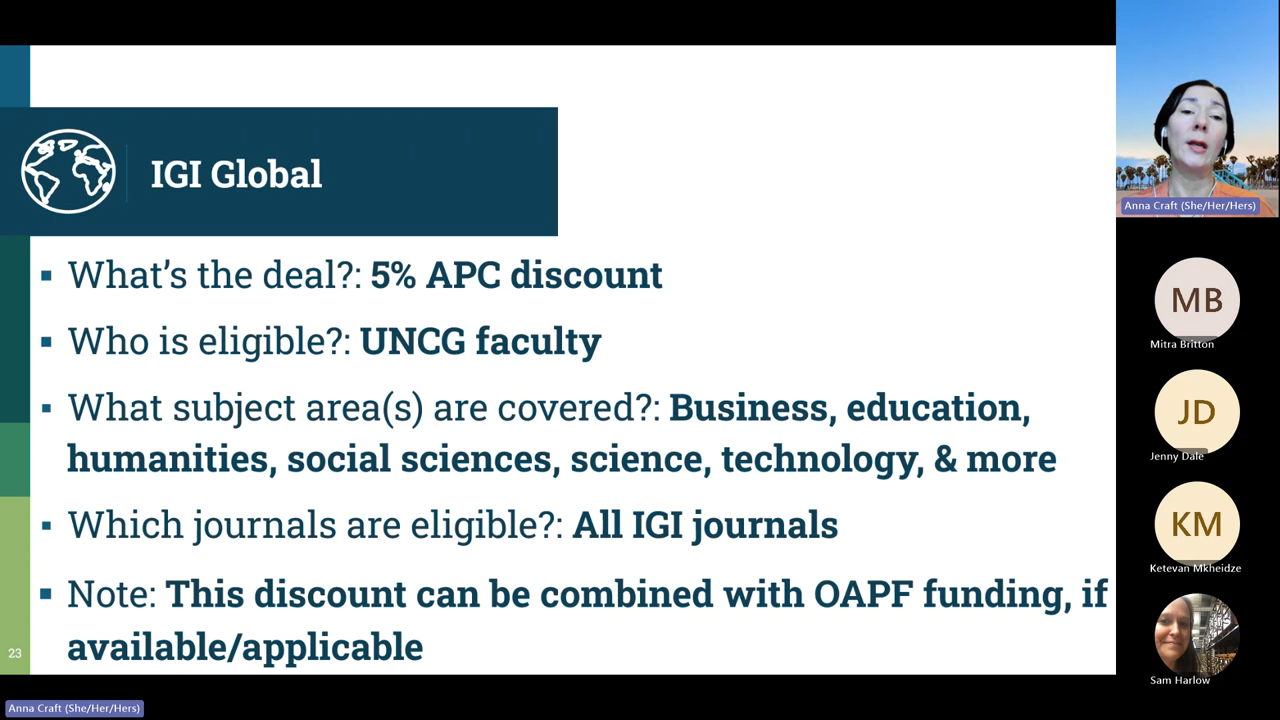 IGI Global
▪ What's the deal?: 5% APC discount
▪ Who is eligible?: UNCG faculty
▪ What subject area(s) are covered?: Business, education,
humanities, social sciences, science, technology, & more
▪ Which journals are eligible?: All IGI journals
▪ Note: This discount can be combined with OAPF funding, if
available/applicable
23
Anna Craft (She/Her/Hers)
MB
Mitra Britton
JD
Jenny Dale
KM
Ketevan Mkheidze
Sam Harlow
Anna Craft (She/Her/Hers)